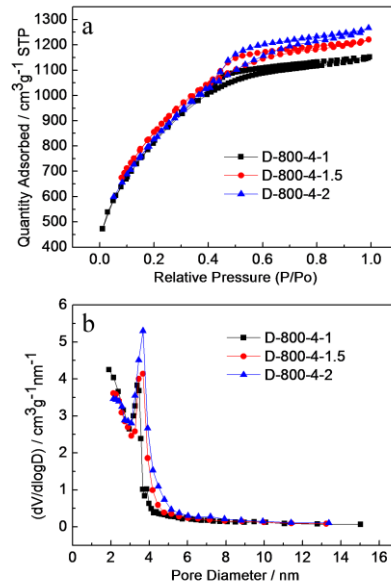 a
1300
1200
1100
1000
900
800
700
600
500
400
Quantity Adsorbed / cm³g⁻¹ STP
D-800-4-1
D-800-4-1.5
D-800-4-2
0.0 0.2 0.4 0.6 0.8 1.0
Relative Pressure (P/Po)
b
6
5
4
3
2
1
0
(dV/dlogD) / cm³g⁻¹nm⁻¹
D-800-4-1
D-800-4-1.5
D-800-4-2
0 2 4 6 8 10 12 14 16
Pore Diameter / nm